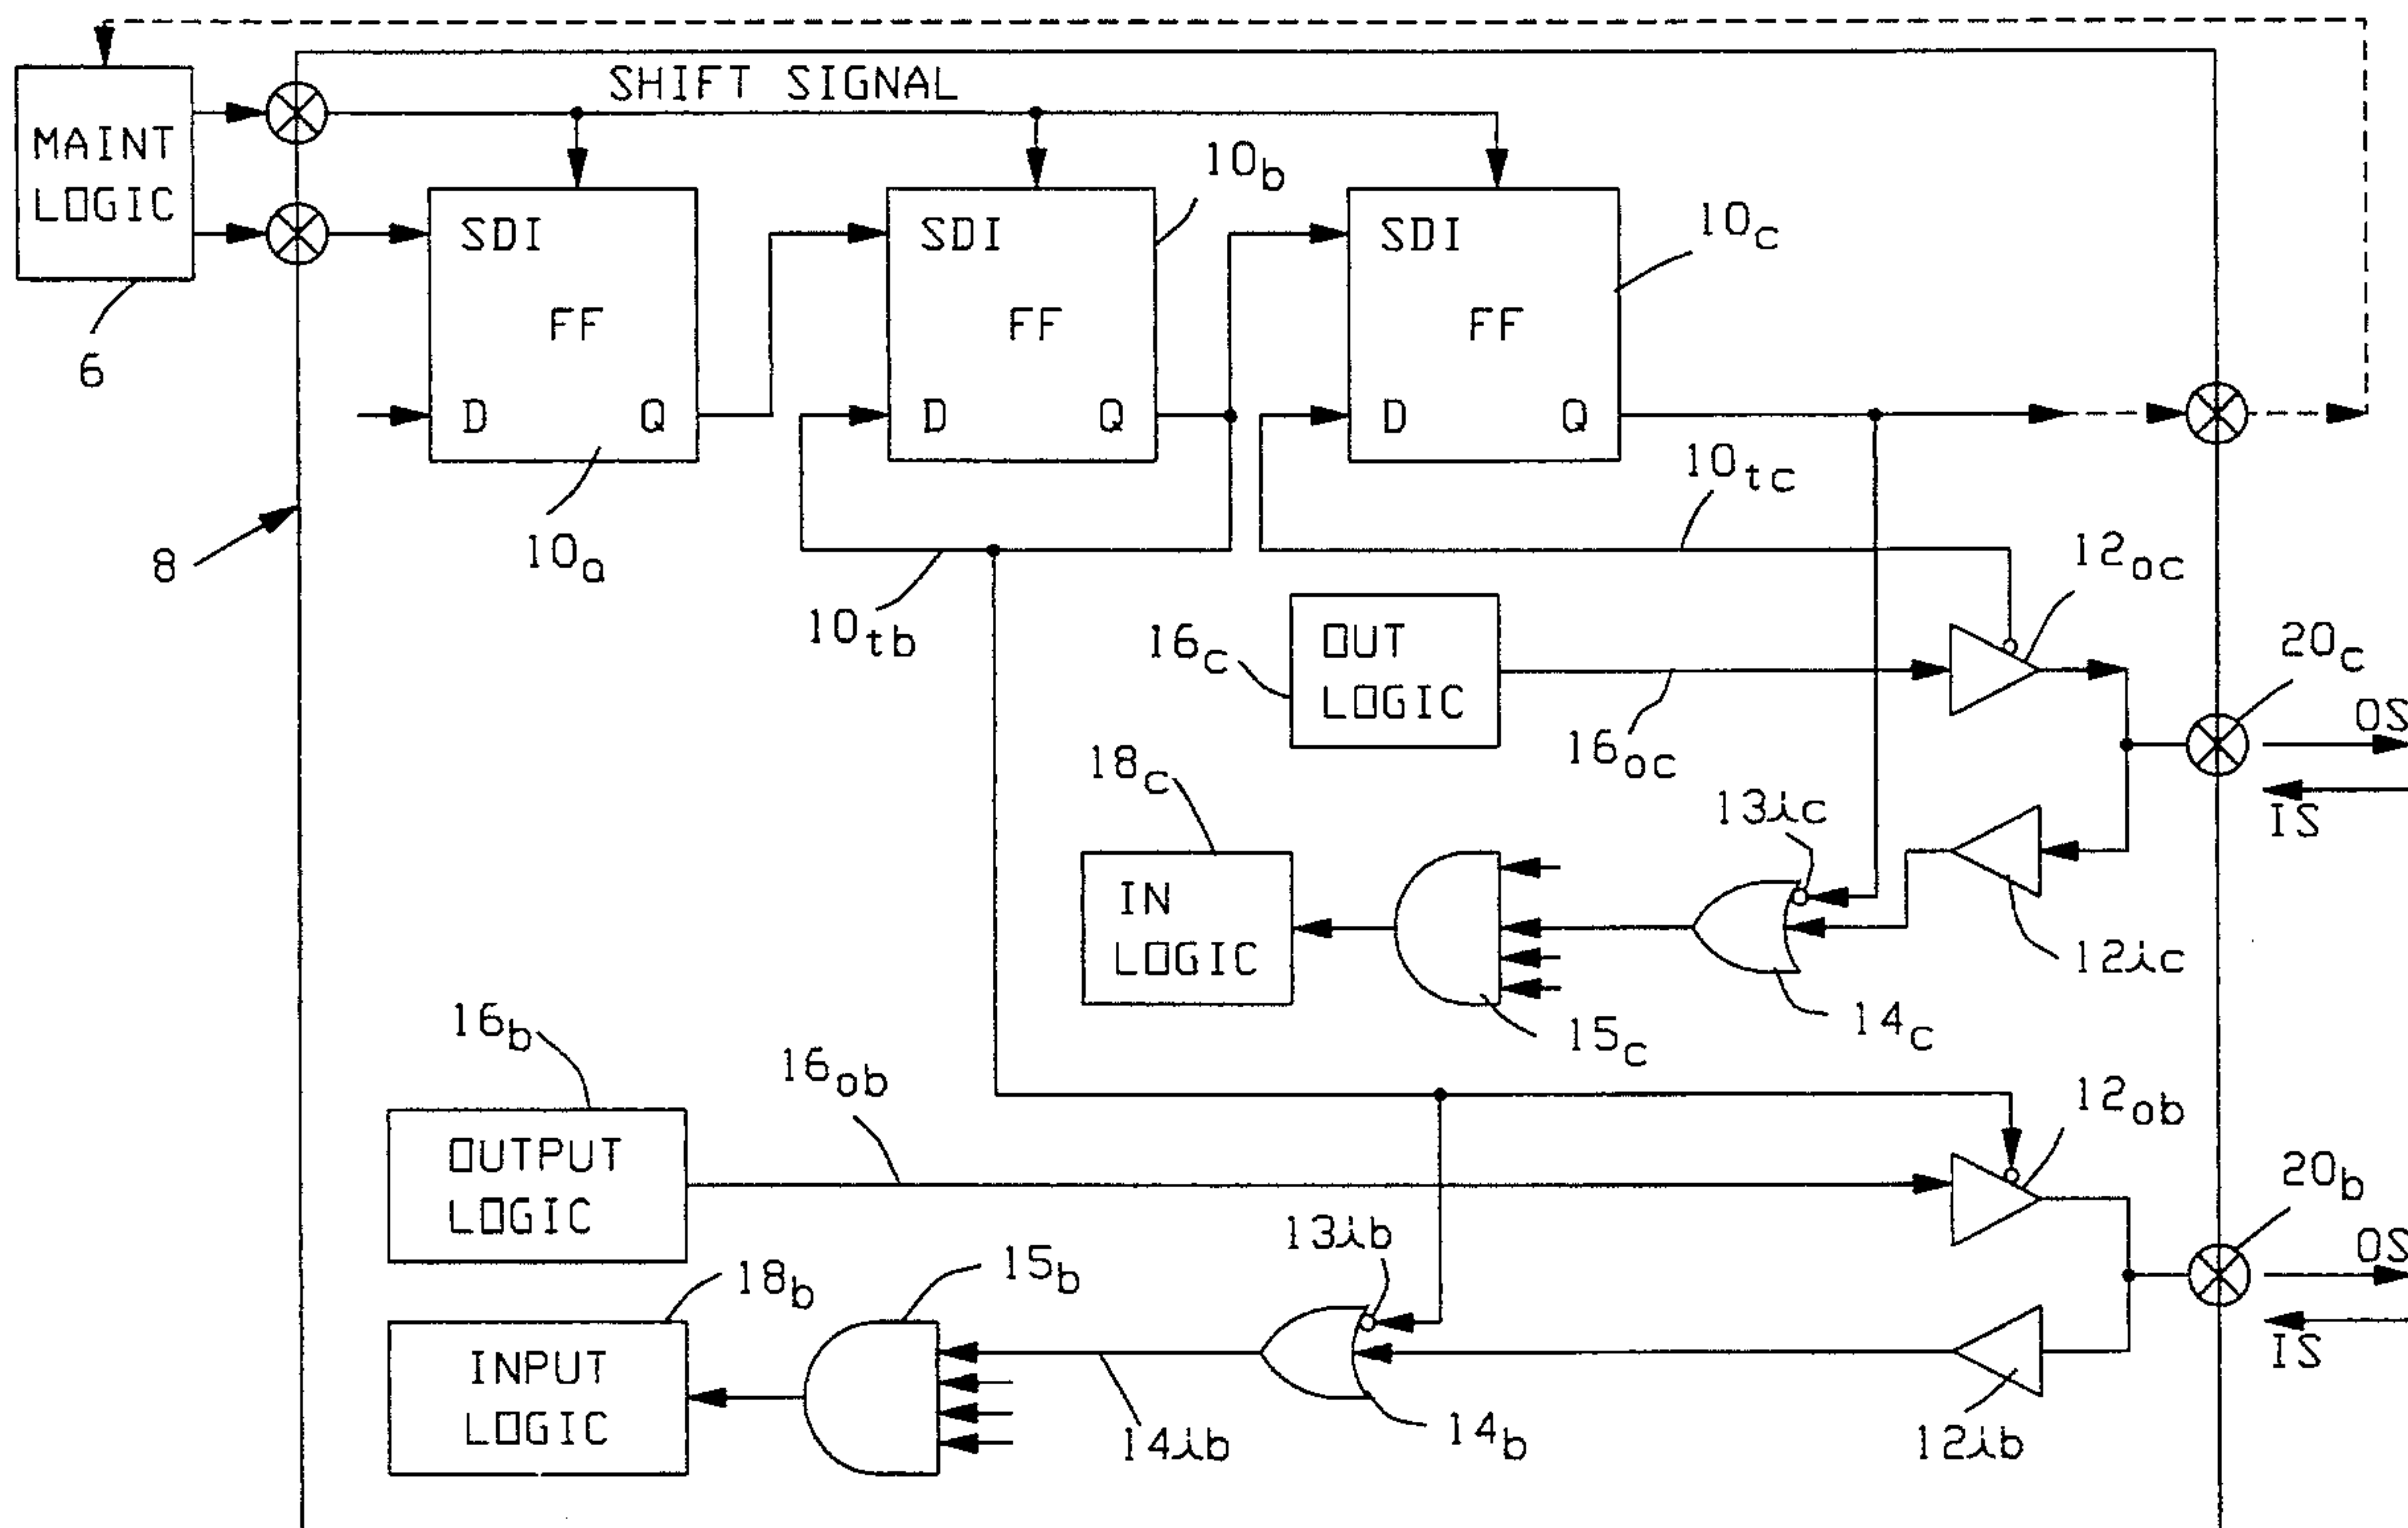 SHIFT SIGNAL
MAINT
LOGIC
6
10b
10c
SDI
FF
D Q
SDI
FF
D Q
SDI
FF
D Q
8
10a
10tb
10tc
12oc
16c
OUT
LOGIC
16oc
20c
OS
IS
18c
13ic
IN
LOGIC
12ic
15c
14c
16b
16ob
12ob
OUTPUT
LOGIC
20b
OS
IS
13ib
18b
15b
INPUT
LOGIC
14ib
14b
12ib